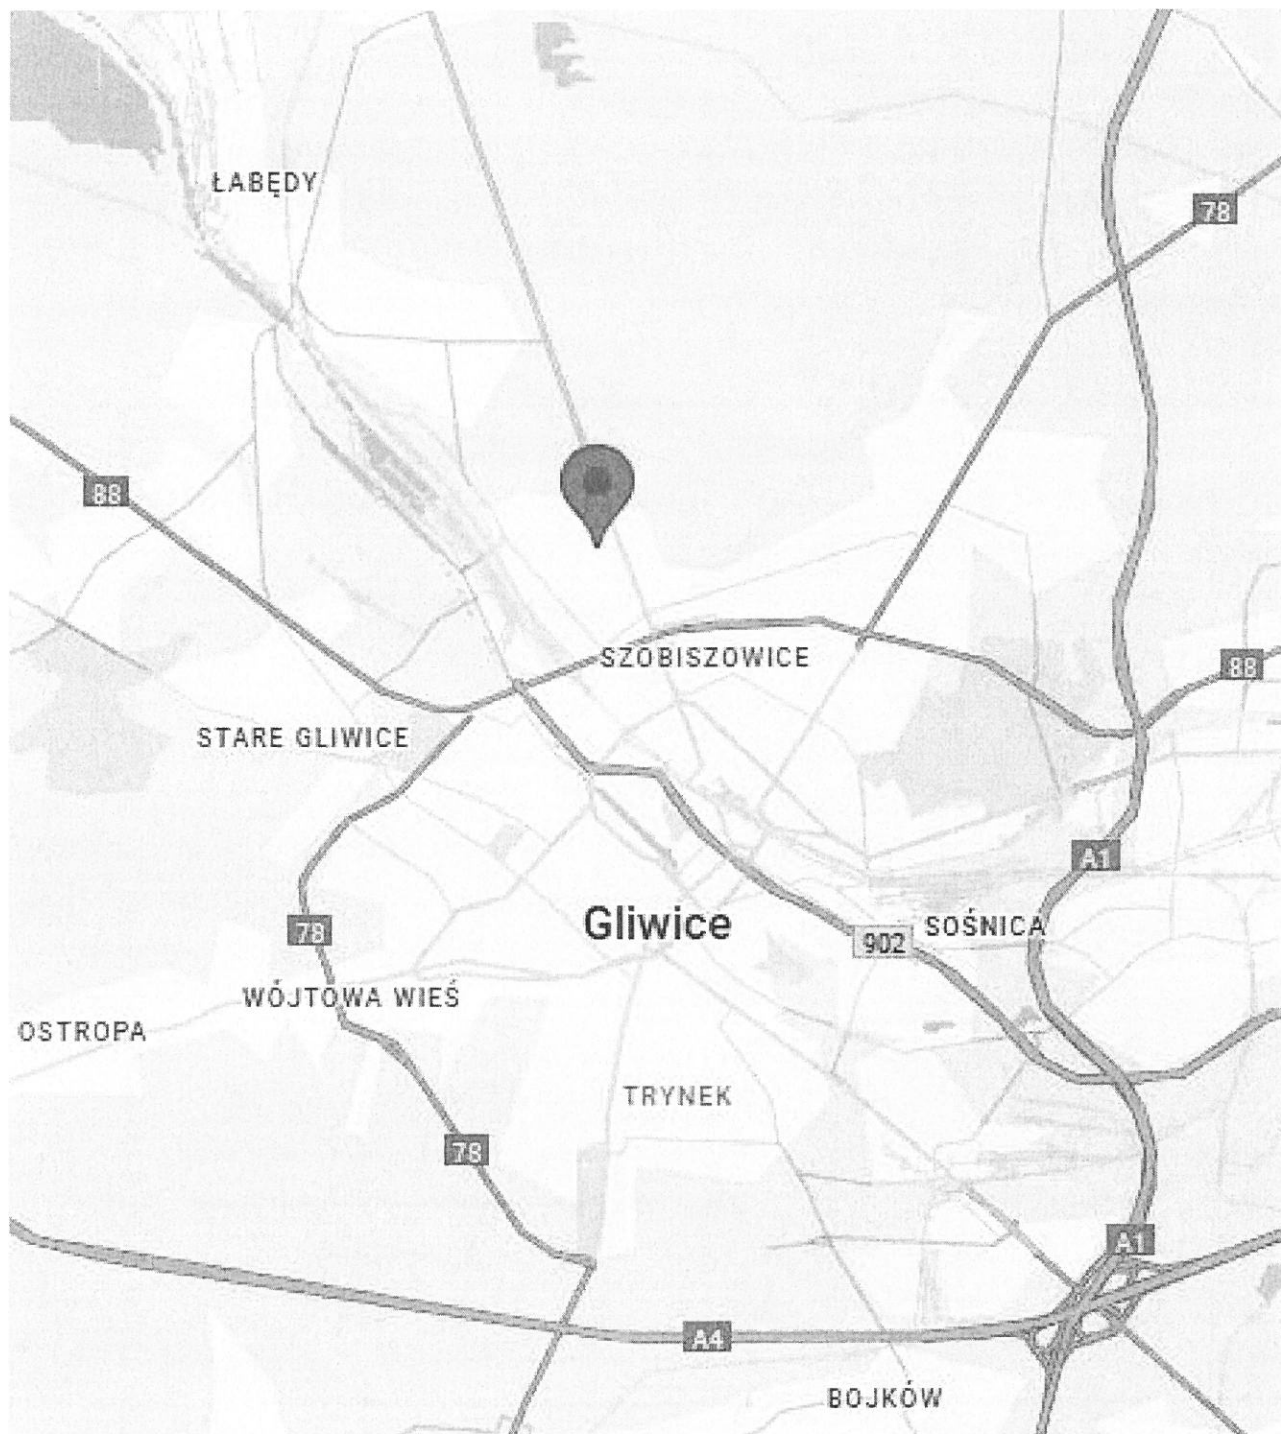 ŁABĘDY
78
88
SZOBISZOWICE
88
STARE GLIWICE
A1
78
Gliwice
902
SOŚNICA
WÓJTOWA WIEŚ
OSTROPA
TRYNEK
78
A1
A4
BOJKÓW